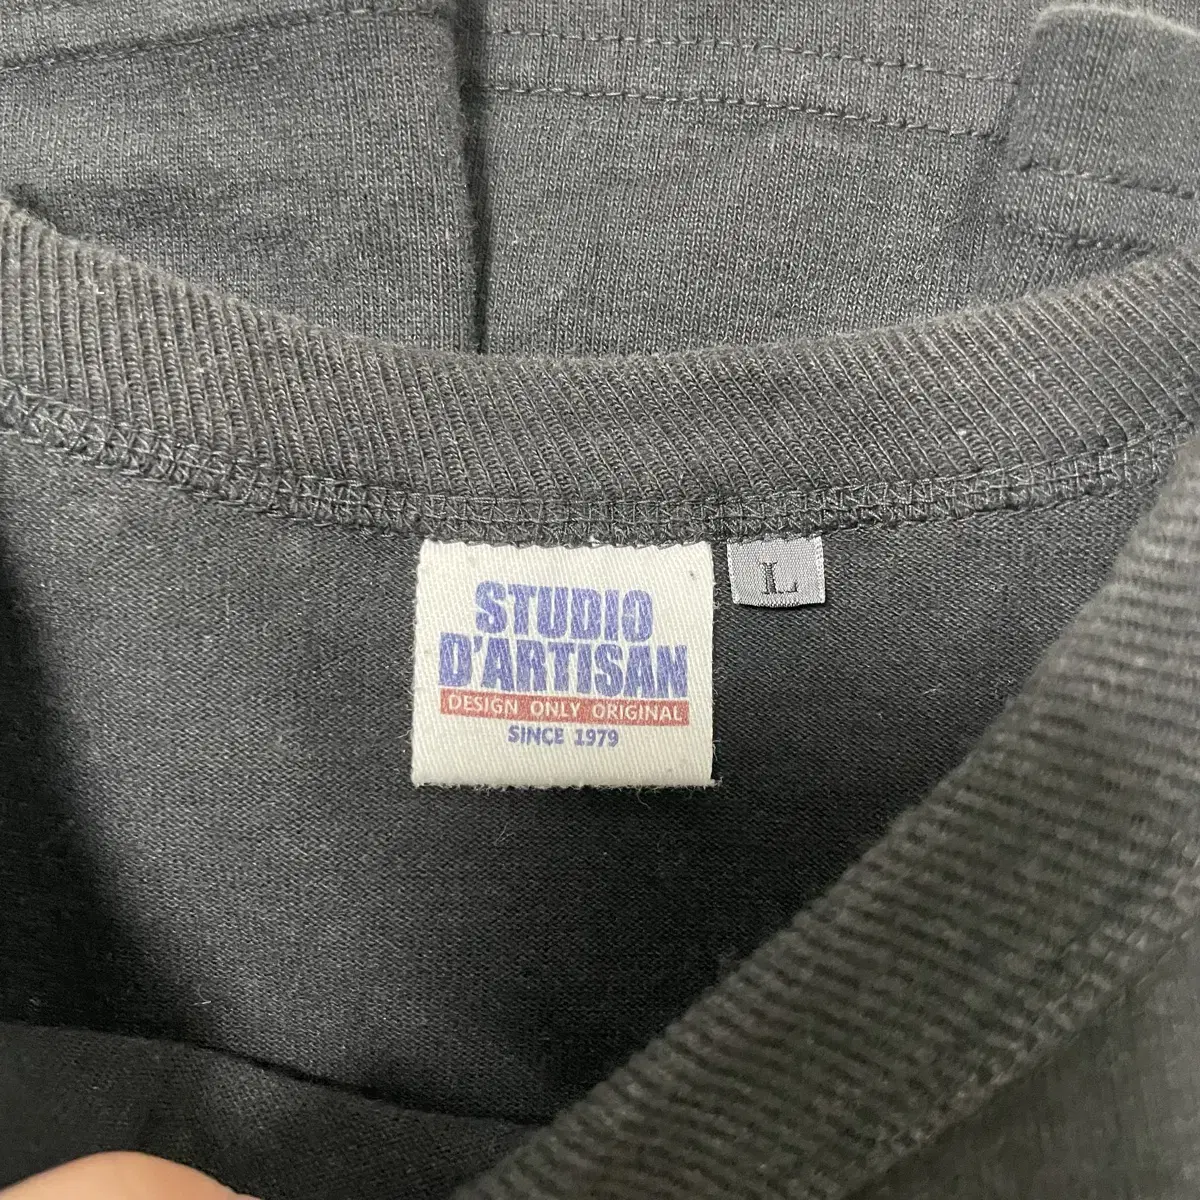 STUDIO
D'ARTISAN
DESIGN ONLY ORIGINAL
SINCE 1979
L